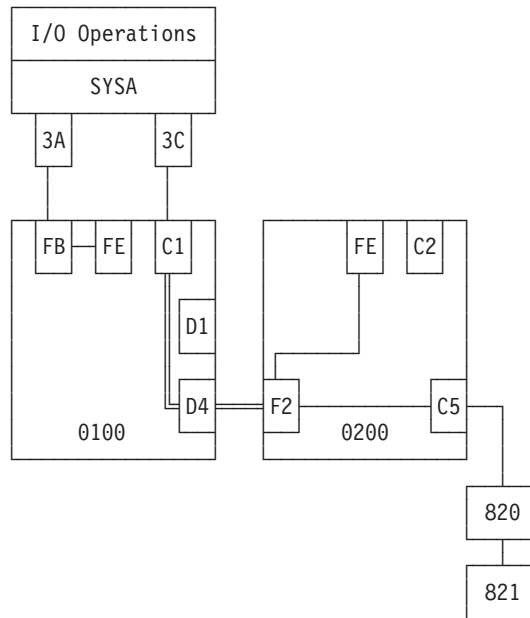 I/O Operations
SYSA
3A 3C
FB FE C1 FE C2
D1
D4 F2 C5
0100 0200
820
821